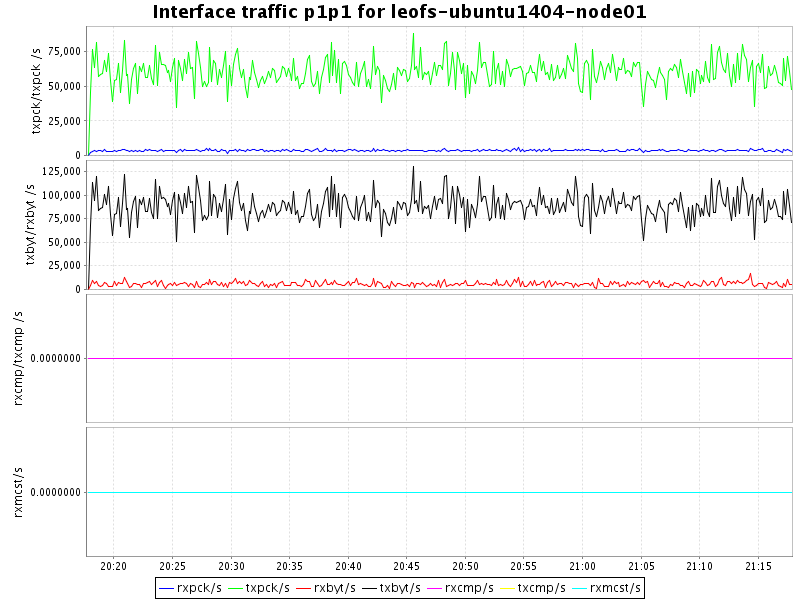 Interface traffic p1p1 for leofs-ubuntu1404-node01
txpck/txpck /s
75,000
50,000
25,000
0
txbyt/rxbyt /s
125,000
100,000
75,000
50,000
25,000
0
rxcmp/txcmp /s
0.0000000
rxmcst/s
0.0000000
20:20 20:25 20:30 20:35 20:40 20:45 20:50 20:55 21:00 21:05 21:10 21:15
rxpck/s txpck/s rxbyt/s txbyt/s rxcmp/s txcmp/s rxmcst/s